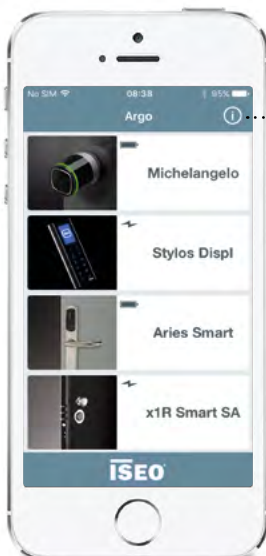 No SIM 08:38 95%
Argo
Michelangelo
Stylos Displ
Aries Smart
x1R Smart SA
ISEO